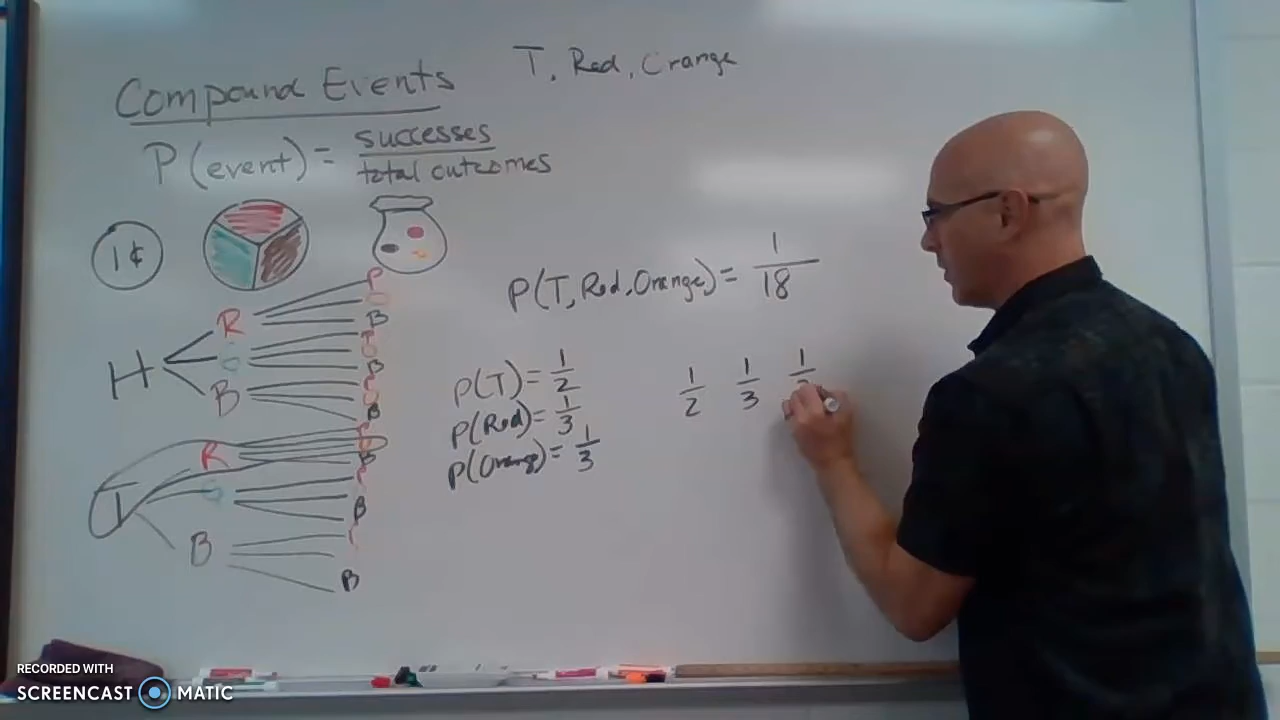 Compound Events
T, Red, Orange
P(event) = successes / total outcomes
1¢
P(T, Red, Orange) = 1/18
H
R
B
R
O
B
R
O
B
R
O
B
T
R
B
R
O
B
B
B
P(T) = 1/2
P(Red) = 1/3
P(Orange) = 1/3
1/2 1/3 1/
RECORDED WITH
SCREENCAST MATIC